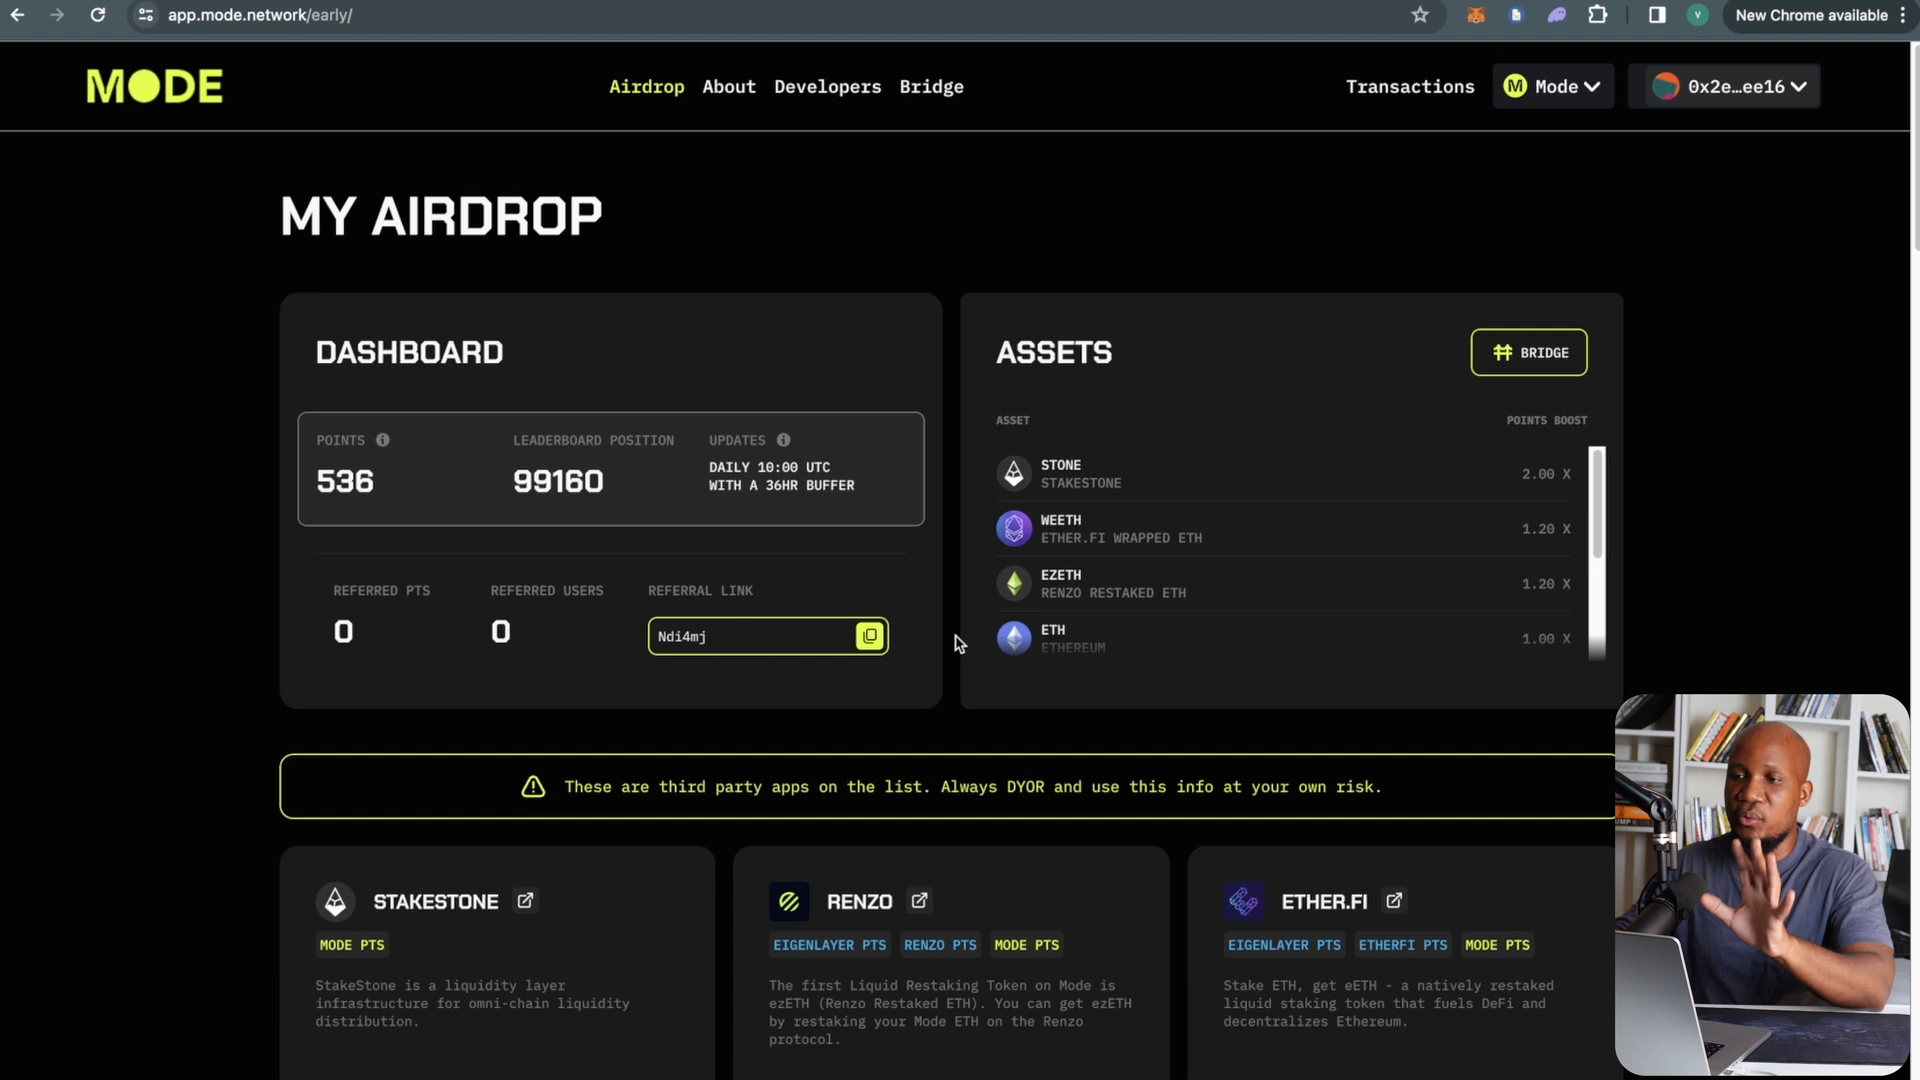 app.mode.network/early/
New Chrome available
MODE
Airdrop
About
Developers
Bridge
Transactions
Mode
0x2e...ee16
MY AIRDROP
DASHBOARD
POINTS
536
LEADERBOARD POSITION
99160
UPDATES
DAILY 10:00 UTC
WITH A 36HR BUFFER
REFERRED PTS
0
REFERRED USERS
0
REFERRAL LINK
Ndi4mj
ASSETS
BRIDGE
ASSET
POINTS BOOST
STONE
STAKESTONE
2.00 X
WEETH
ETHER.FI WRAPPED ETH
1.20 X
EZETH
RENZO RESTAKED ETH
1.20 X
ETH
ETHEREUM
1.00 X
These are third party apps on the list. Always DYOR and use this info at your own risk.
STAKESTONE
MODE PTS
StakeStone is a liquidity layer
infrastructure for omni-chain liquidity
distribution.
RENZO
EIGENLAYER PTS
RENZO PTS
MODE PTS
The first Liquid Restaking Token on Mode is
ezETH (Renzo Restaked ETH). You can get ezETH
by restaking your Mode ETH on the Renzo
protocol.
ETHER.FI
EIGENLAYER PTS
ETHERFI PTS
MODE PTS
Stake ETH, get eETH - a natively restaked
liquid staking token that fuels DeFi and
decentralizes Ethereum.